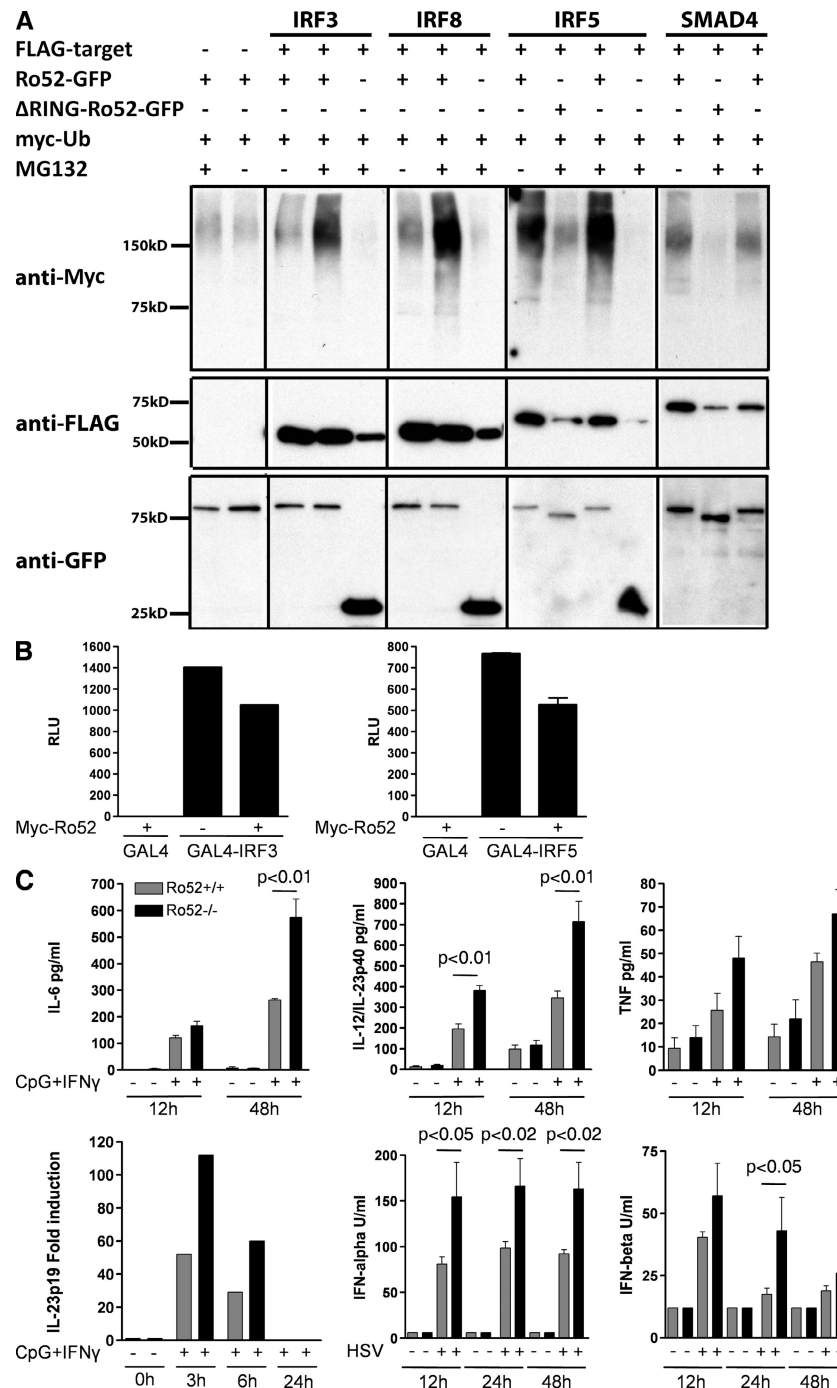 A
IRF3 IRF8 IRF5 SMAD4
FLAG-target - - + + + + + + + + + + + + +
Ro52-GFP + + + + - + + - + - + - + - +
ΔRING-Ro52-GFP - - - - - - - - - + - - - + -
myc-Ub + + + + + + + + + + + + + + +
MG132 + - - + + - + + - + + + - + +
anti-Myc
150kD
75kD
anti-FLAG
75kD
50kD
anti-GFP
75kD
25kD
B
RLU
1600
1400
1200
1000
800
600
400
200
0
Myc-Ro52 + - +
GAL4 GAL4-IRF3
RLU
800
700
600
500
400
300
200
100
0
Myc-Ro52 + - +
GAL4 GAL4-IRF5
C
IL-6 pg/ml
700
600
500
400
300
200
100
0
Ro52+/+
Ro52-/-
p<0.01
CpG+IFNγ - - + + - - + +
12h 48h
IL-12/IL-23p40 pg/ml
900
800
700
600
500
400
300
200
100
0
p<0.01
p<0.01
- - + + - - + +
12h 48h
TNF pg/ml
80
70
60
50
40
30
20
10
0
- - + + - - + +
12h 48h
IL-23p19 Fold induction
120
100
80
60
40
20
0
CpG+IFNγ - - + + + + + +
0h 3h 6h 24h
IFN-alpha U/ml
200
150
100
50
0
p<0.05 p<0.02 p<0.02
HSV - - + + - - + + - - + +
12h 24h 48h
IFN-beta U/ml
75
50
25
0
p<0.05
- - + + - - + + - - + +
12h 24h 48h